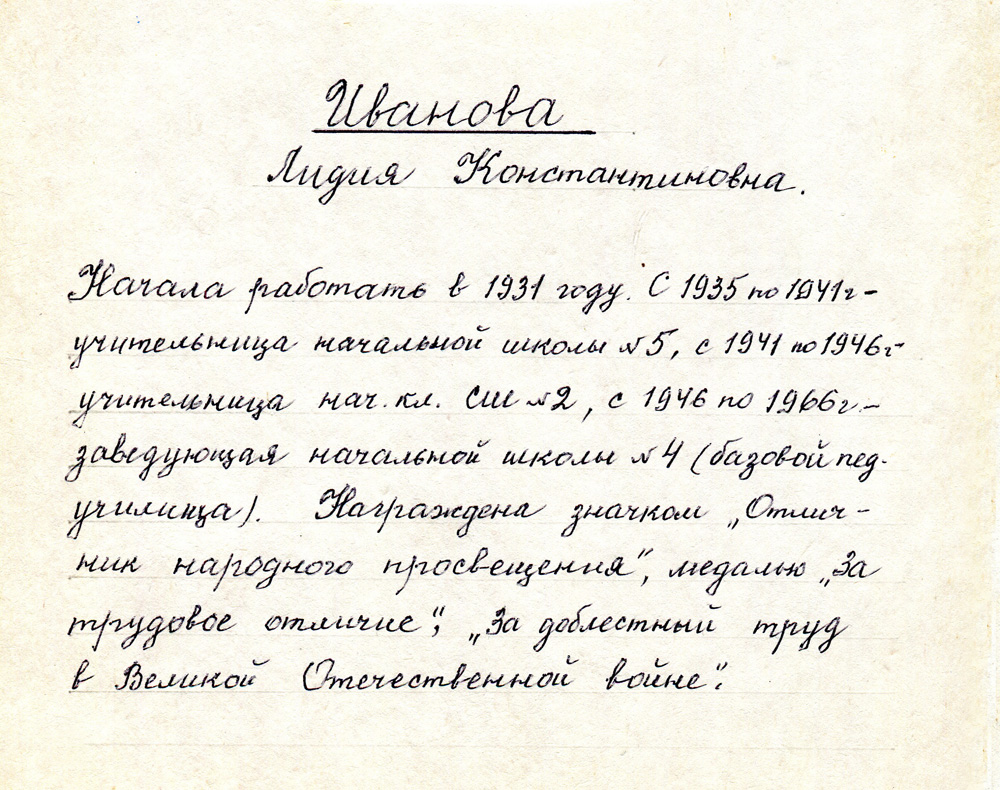 Иванова
Лидия Константиновна.
Начала работать в 1931 году. С 1935 по 1941г –
учительница начальной школы №5, с 1941 по 1946г –
учительница нач. кл. СШ №2, с 1946 по 1966г. –
заведующая начальной школы №4 (базовой пед-
училища). Награждена значком „Отлич-
ник народного просвещения“, медалью „За
трудовое отличие“, „За доблестный труд
в Великой Отечественной войне“.